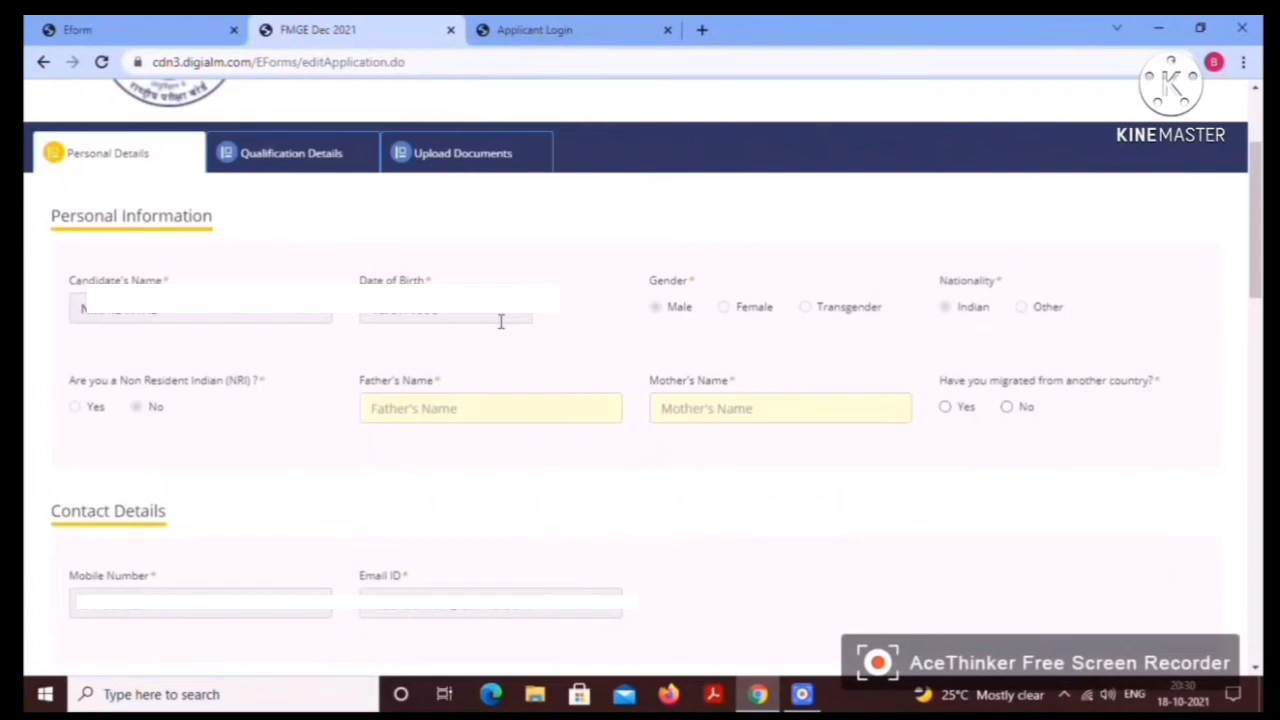 Eform
FMGE Dec 2021
Applicant Login
cdn3.digialm.com/EForms/editApplication.do
B
राष्ट्रीय परीक्षा बोर्ड
KINEMASTER
Personal Details
Qualification Details
Upload Documents
Personal Information
Candidate's Name*
Date of Birth*
Gender*
Nationality*
Male
Female
Transgender
Indian
Other
Are you a Non Resident Indian (NRI) ?*
Father's Name*
Mother's Name*
Have you migrated from another country?*
Yes
No
Father's Name
Mother's Name
Yes
No
Contact Details
Mobile Number*
Email ID*
AceThinker Free Screen Recorder
Type here to search
25°C Mostly clear
ENG
20:30
18-10-2021